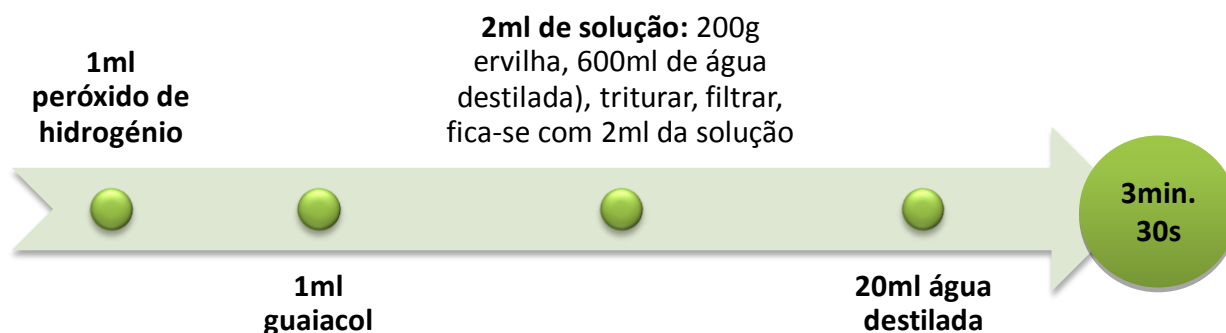 1ml
peróxido de
hidrogénio
1ml
guaiacol
2ml de solução: 200g
ervilha, 600ml de água
destilada), triturar, filtrar,
fica-se com 2ml da solução
20ml água
destilada
3min.
30s